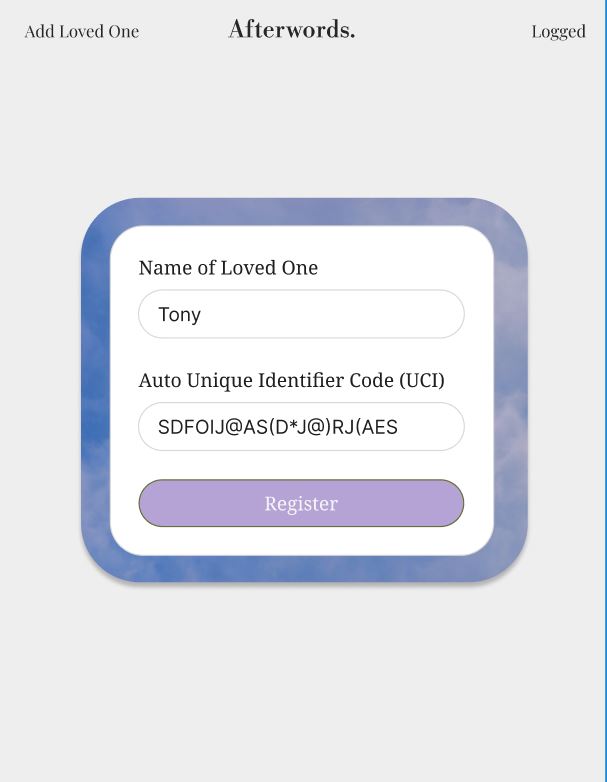 Add Loved One
Afterwords.
Logged
Name of Loved One
Tony
Auto Unique Identifier Code (UCI)
SDFOIJ@AS(D*J@)RJ(AES
Register